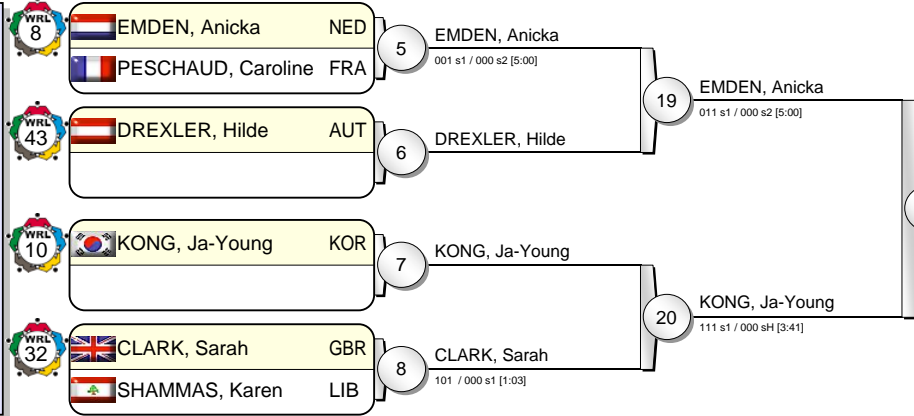 WRL
8
EMDEN, Anicka NED
PESCHAUD, Caroline FRA
5
EMDEN, Anicka
001 s1 / 000 s2 [5:00]
WRL
43
DREXLER, Hilde AUT
6
DREXLER, Hilde
19
EMDEN, Anicka
011 s1 / 000 s2 [5:00]
WRL
10
KONG, Ja-Young KOR
7
KONG, Ja-Young
WRL
32
CLARK, Sarah GBR
SHAMMAS, Karen LIB
8
CLARK, Sarah
101 / 000 s1 [1:03]
20
KONG, Ja-Young
111 s1 / 000 sH [3:41]